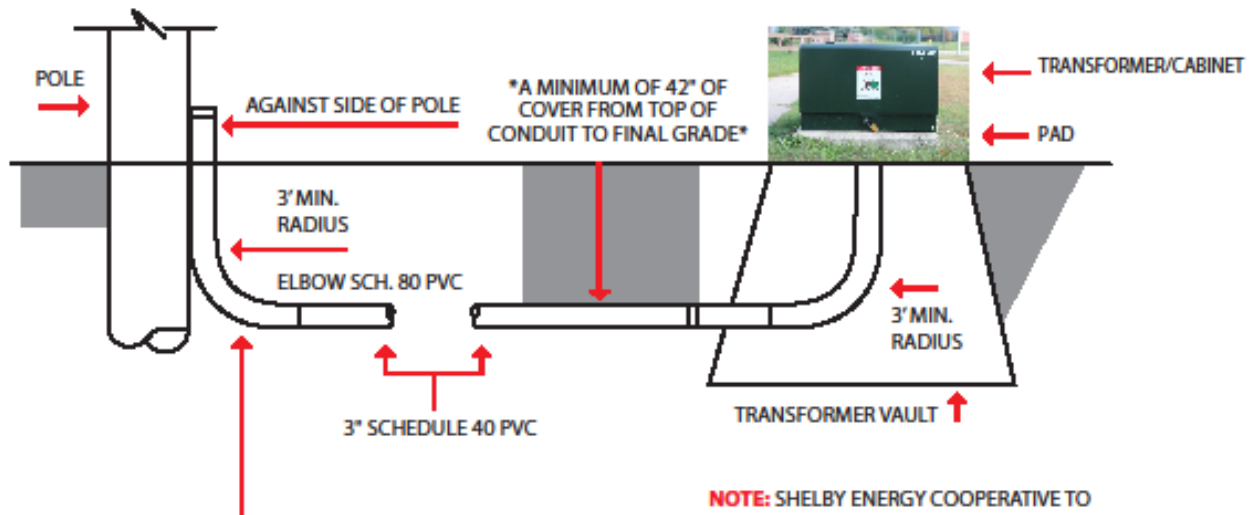 POLE
AGAINST SIDE OF POLE
*A MINIMUM OF 42" OF
COVER FROM TOP OF
CONDUIT TO FINAL GRADE*
TRANSFORMER/CABINET
PAD
3' MIN.
RADIUS
ELBOW SCH. 80 PVC
3' MIN.
RADIUS
3" SCHEDULE 40 PVC
TRANSFORMER VAULT
NOTE: SHELBY ENERGY COOPERATIVE TO